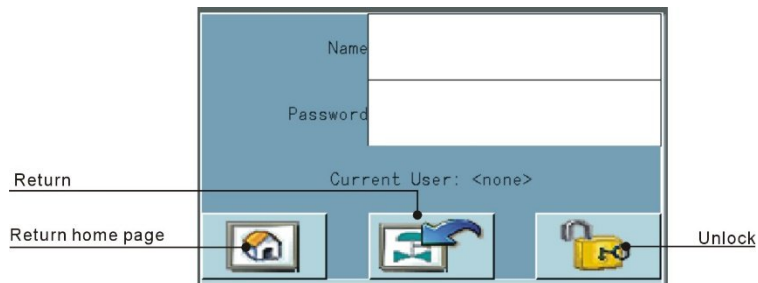 Name
Password
Current User: <none>
Return
Return home page
Unlock